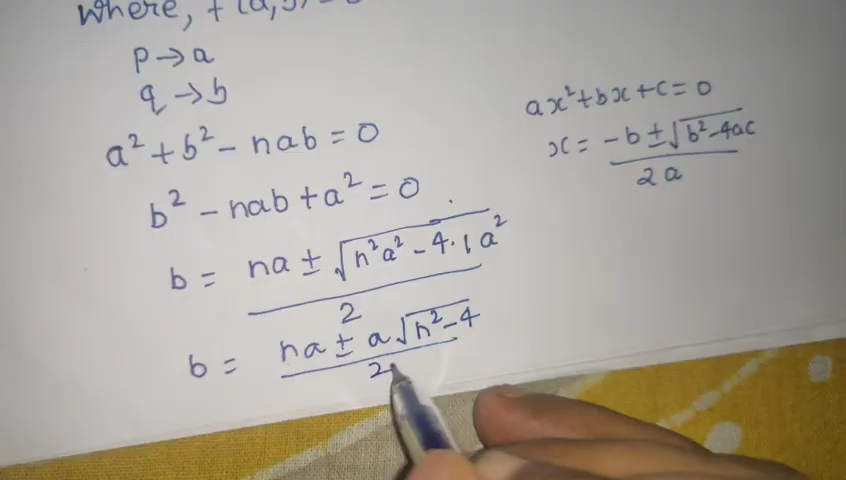 where, f(a,b) =
p → a
q → b
a² + b² - nab = 0
b² - nab + a² = 0
b = (na ± √(n²a² - 4·1a²)) / 2
b = (na ± a√(n² - 4)) / 2
ax² + bx + c = 0
x = (-b ± √(b² - 4ac)) / 2a